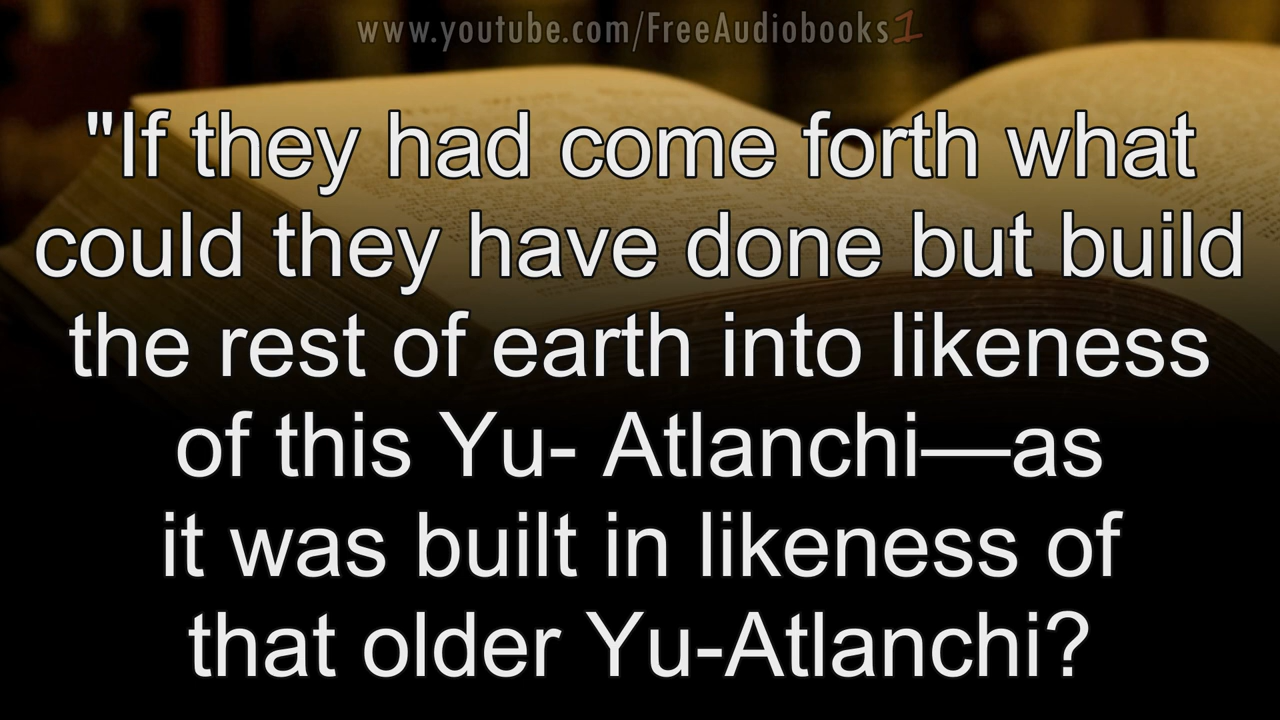 www.youtube.com/FreeAudiobooks1
"If they had come forth what
could they have done but build
the rest of earth into likeness
of this Yu- Atlanchi—as
it was built in likeness of
that older Yu-Atlanchi?